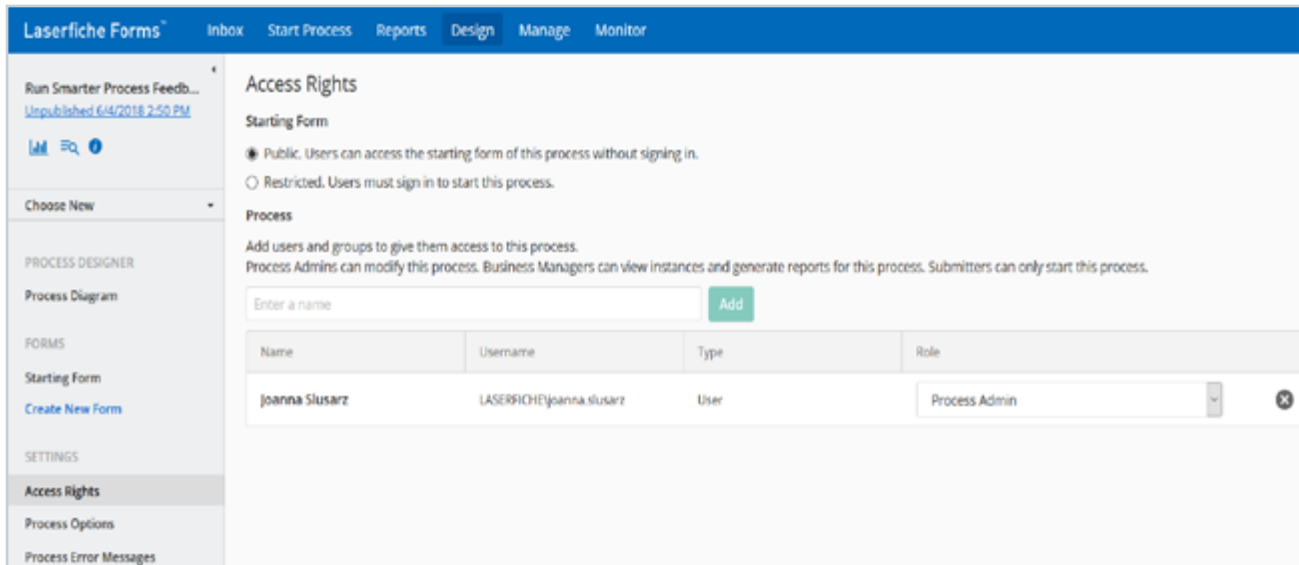 Laserfiche Forms™ Inbox Start Process Reports Design Manage Monitor
Run Smarter Process Feedb...
Unpublished 6/4/2018 2:50 PM
Choose New
PROCESS DESIGNER
Process Diagram
FORMS
Starting Form
Create New Form
SETTINGS
Access Rights
Process Options
Process Error Messages
Access Rights
Starting Form
Public. Users can access the starting form of this process without signing in.
Restricted. Users must sign in to start this process.
Process
Add users and groups to give them access to this process.
Process Admins can modify this process. Business Managers can view instances and generate reports for this process. Submitters can only start this process.
Enter a name Add
Name Username Type Role
Joanna Slusarz LASERFICHE\joanna.slusarz User Process Admin